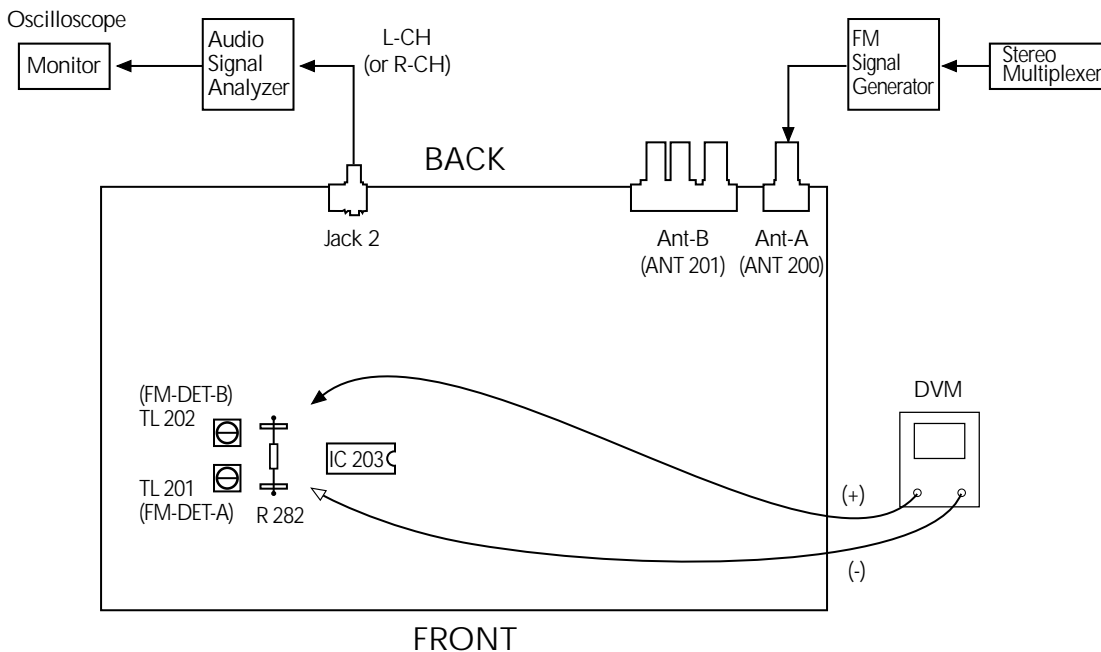 Oscilloscope
Monitor
Audio
Signal
Analyzer
L-CH
(or R-CH)
FM
Signal
Generator
Stereo
Multiplexer
BACK
Jack 2
Ant-B
(ANT 201)
Ant-A
(ANT 200)
(FM-DET-B)
TL 202
TL 201
(FM-DET-A)
R 282
IC 203
DVM
(+)
(-)
FRONT